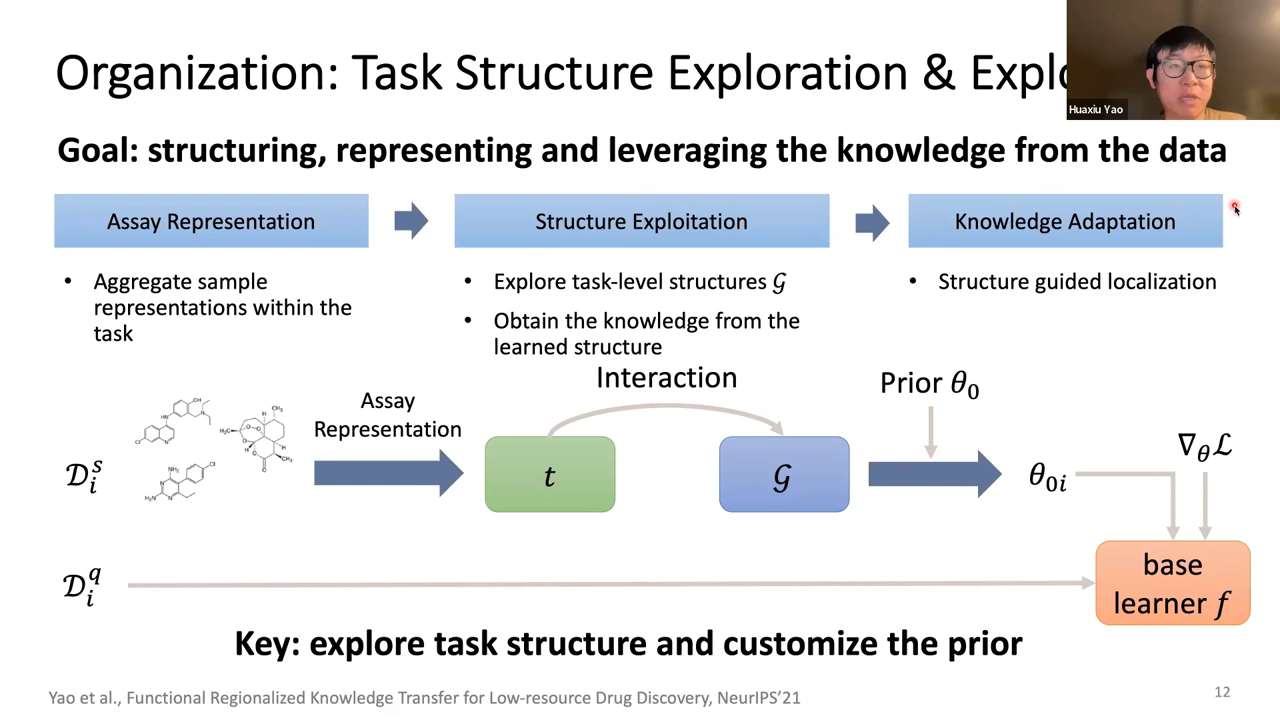 Organization: Task Structure Exploration &
Huaxiu Yao
Goal: structuring, representing and leveraging the knowledge from the data
Assay Representation
Structure Exploitation
Knowledge Adaptation
• Aggregate sample
representations within the
task
• Explore task-level structures 𝒢
• Obtain the knowledge from the
learned structure
• Structure guided localization
Interaction
Prior θ₀
Assay
Representation
𝒟ᵢˢ
t
𝒢
θ₀ᵢ
∇_θℒ
𝒟ᵢ^q
base
learner f
Key: explore task structure and customize the prior
Yao et al., Functional Regionalized Knowledge Transfer for Low-resource Drug Discovery, NeurIPS'21
12